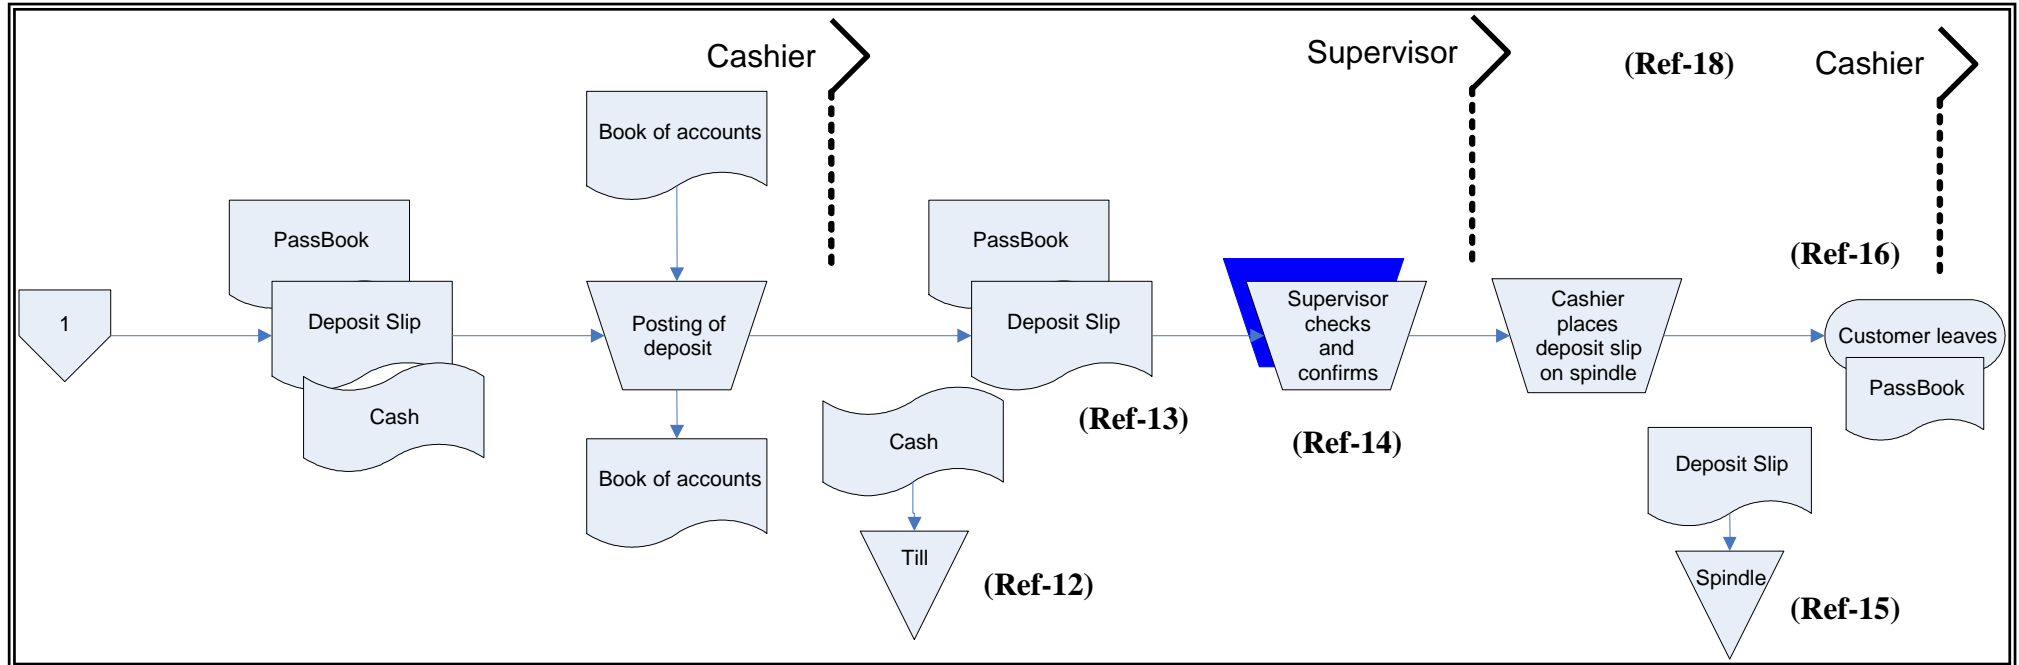 Cashier
Supervisor
(Ref-18)
Cashier
Book of accounts
PassBook
PassBook
(Ref-16)
1
Deposit Slip
Posting of
deposit
Deposit Slip
Supervisor
checks
and
confirms
Cashier
places
deposit slip
on spindle
Customer leaves
PassBook
Cash
Cash
(Ref-13)
(Ref-14)
Book of accounts
Deposit Slip
Till
(Ref-12)
Spindle
(Ref-15)